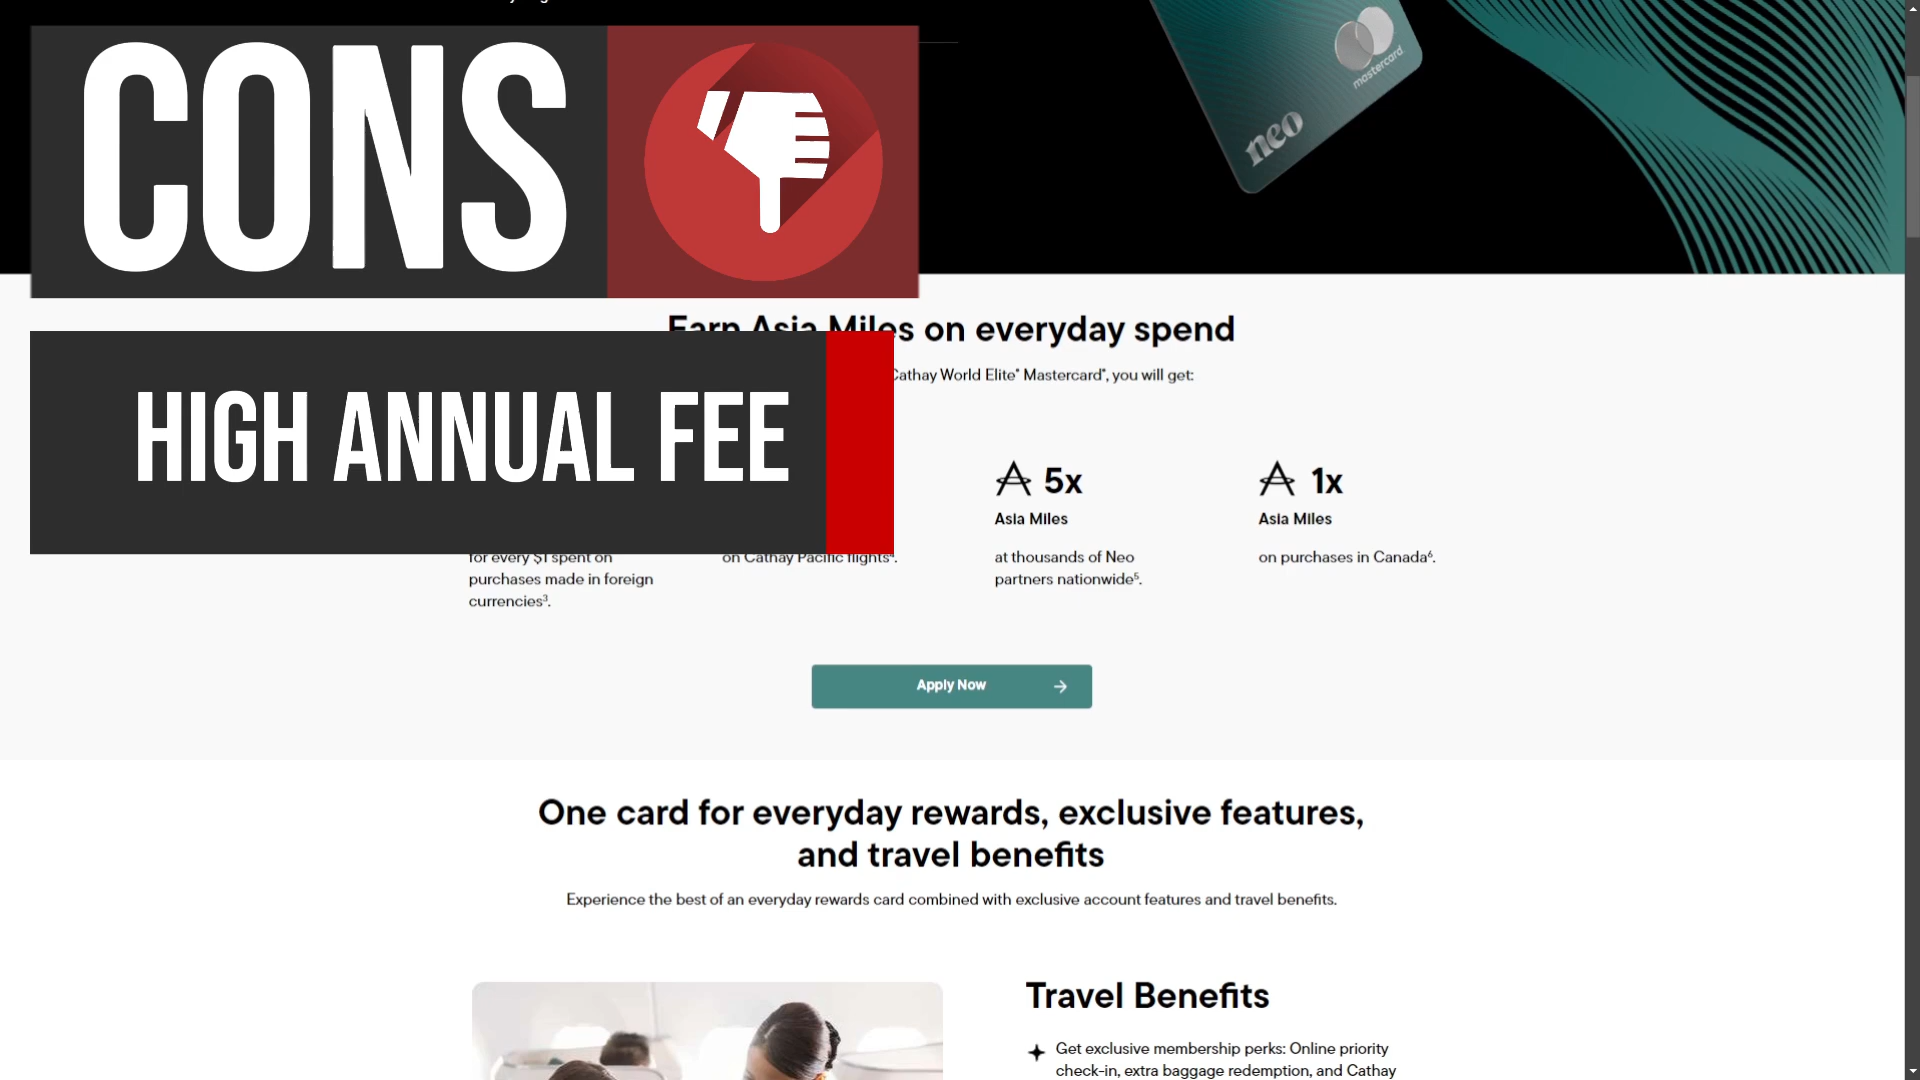 CONS
mastercard
neo
Earn Asia Miles on everyday spend
Cathay World Elite® Mastercard®, you will get:
HIGH ANNUAL FEE
5x
1x
Asia Miles
Asia Miles
for every $1 spent on
purchases made in foreign
currencies³.
on Cathay Pacific flights⁴.
at thousands of Neo
partners nationwide⁵.
on purchases in Canada⁶.
Apply Now
One card for everyday rewards, exclusive features,
and travel benefits
Experience the best of an everyday rewards card combined with exclusive account features and travel benefits.
Travel Benefits
Get exclusive membership perks: Online priority
check-in, extra baggage redemption, and Cathay